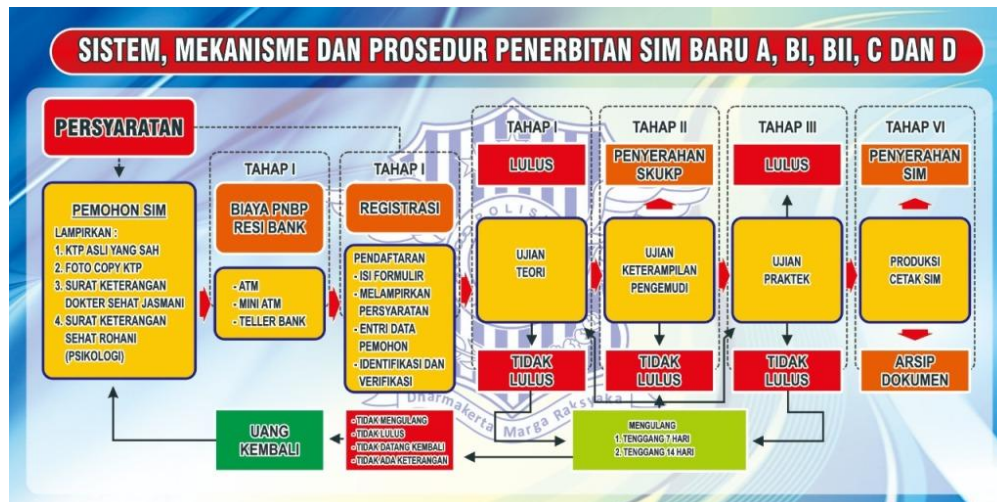 SISTEM, MEKANISME DAN PROSEDUR PENERBITAN SIM BARU A, BI, BII, C DAN D
PERSYARATAN
PEMOHON SIM
LAMPIRKAN :
1. KTP ASLI YANG SAH
2. FOTO COPY KTP
3. SURAT KETERANGAN
DOKTER SEHAT JASMANI
4. SURAT KETERANGAN
SEHAT ROHANI
(PSIKOLOGI)
TAHAP I
BIAYA PNBP
RESI BANK
- ATM
- MINI ATM
- TELLER BANK
TAHAP I
REGISTRASI
PENDAFTARAN
- ISI FORMULIR
- MELAMPIRKAN
PERSYARATAN
- ENTRI DATA
PEMOHON
- IDENTIFIKASI DAN
VERIFIKASI
TAHAP I
LULUS
UJIAN
TEORI
TIDAK
LULUS
TAHAP II
PENYERAHAN
SKUKP
UJIAN
KETERAMPILAN
PENGEMUDI
TIDAK
LULUS
TAHAP III
LULUS
UJIAN
PRAKTEK
TIDAK
LULUS
TAHAP VI
PENYERAHAN
SIM
PRODUKSI
CETAK SIM
ARSIP
DOKUMEN
MENGULANG
1. TENGGANG 7 HARI
2. TENGGANG 14 HARI
- TIDAK MENGULANG
- TIDAK LULUS
- TIDAK DATANG KEMBALI
- TIDAK ADA KETERANGAN
UANG
KEMBALI
Dharmakerta Marga Raksyaka